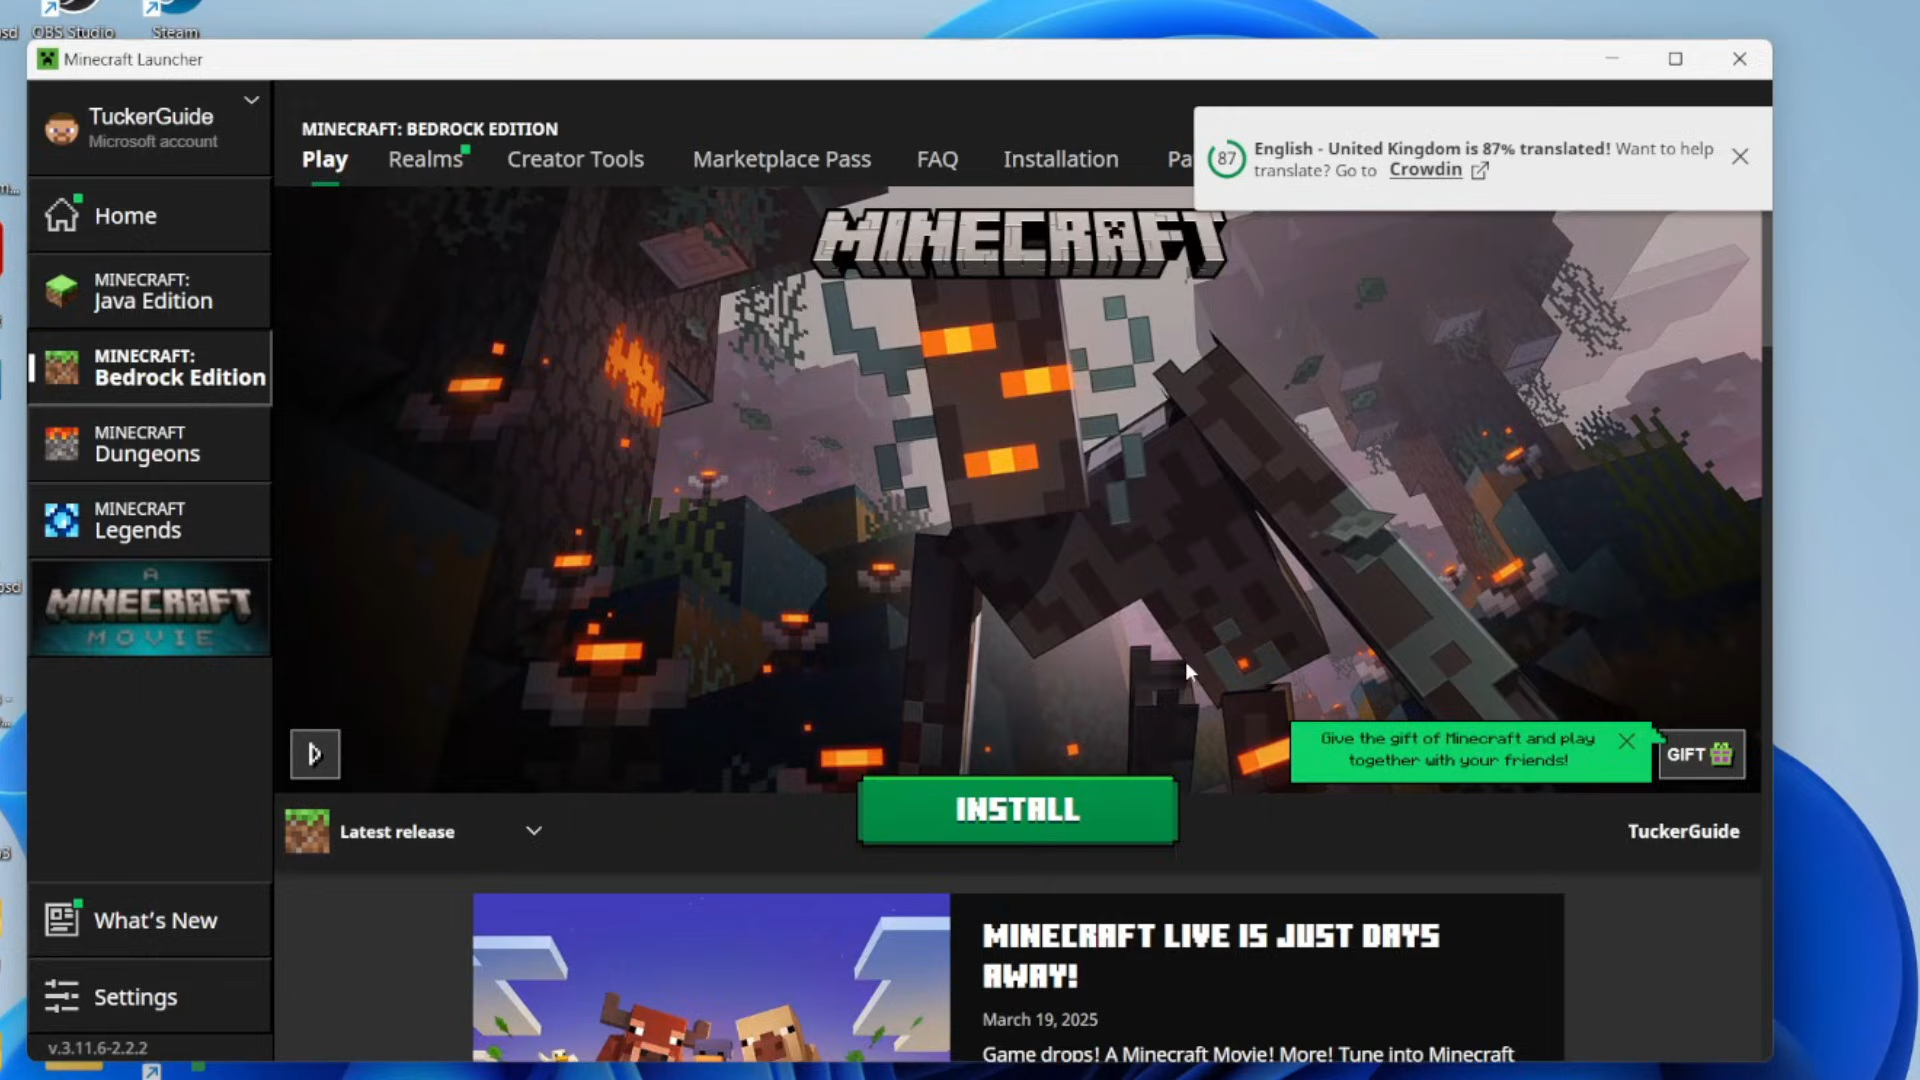 OBS Studio
Steam
Minecraft Launcher
TuckerGuide
Microsoft account
Home
MINECRAFT:
Java Edition
MINECRAFT:
Bedrock Edition
MINECRAFT
Dungeons
MINECRAFT
Legends
A
MINECRAFT
MOVIE
What's New
Settings
v.3.11.6-2.2.2
MINECRAFT: BEDROCK EDITION
Play Realms Creator Tools Marketplace Pass FAQ Installation Pa
87
English - United Kingdom is 87% translated! Want to help
translate? Go to Crowdin
MINECRAFT
Give the gift of Minecraft and play
together with your friends!
GIFT
Latest release
INSTALL
TuckerGuide
MINECRAFT LIVE IS JUST DAYS
AWAY!
March 19, 2025
Game drops! A Minecraft Movie! More! Tune into Minecraft